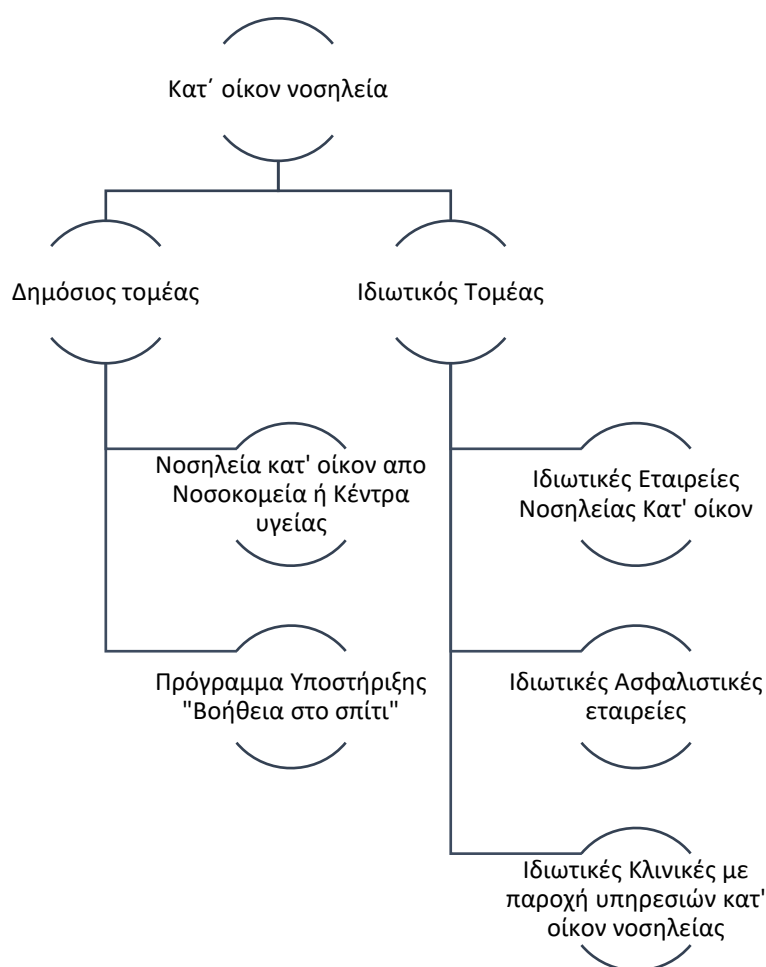 Κατ΄ οίκον νοσηλεία
Δημόσιος τομέας
Ιδιωτικός Τομέας
Νοσηλεία κατ' οίκον απο
Νοσοκομεία ή Κέντρα
υγείας
Ιδιωτικές Εταιρείες
Νοσηλείας Κατ' οίκον
Πρόγραμμα Υποστήριξης
"Βοήθεια στο σπίτι"
Ιδιωτικές Ασφαλιστικές
εταιρείες
Ιδιωτικές Κλινικές με
παροχή υπηρεσιών κατ'
οίκον νοσηλείας